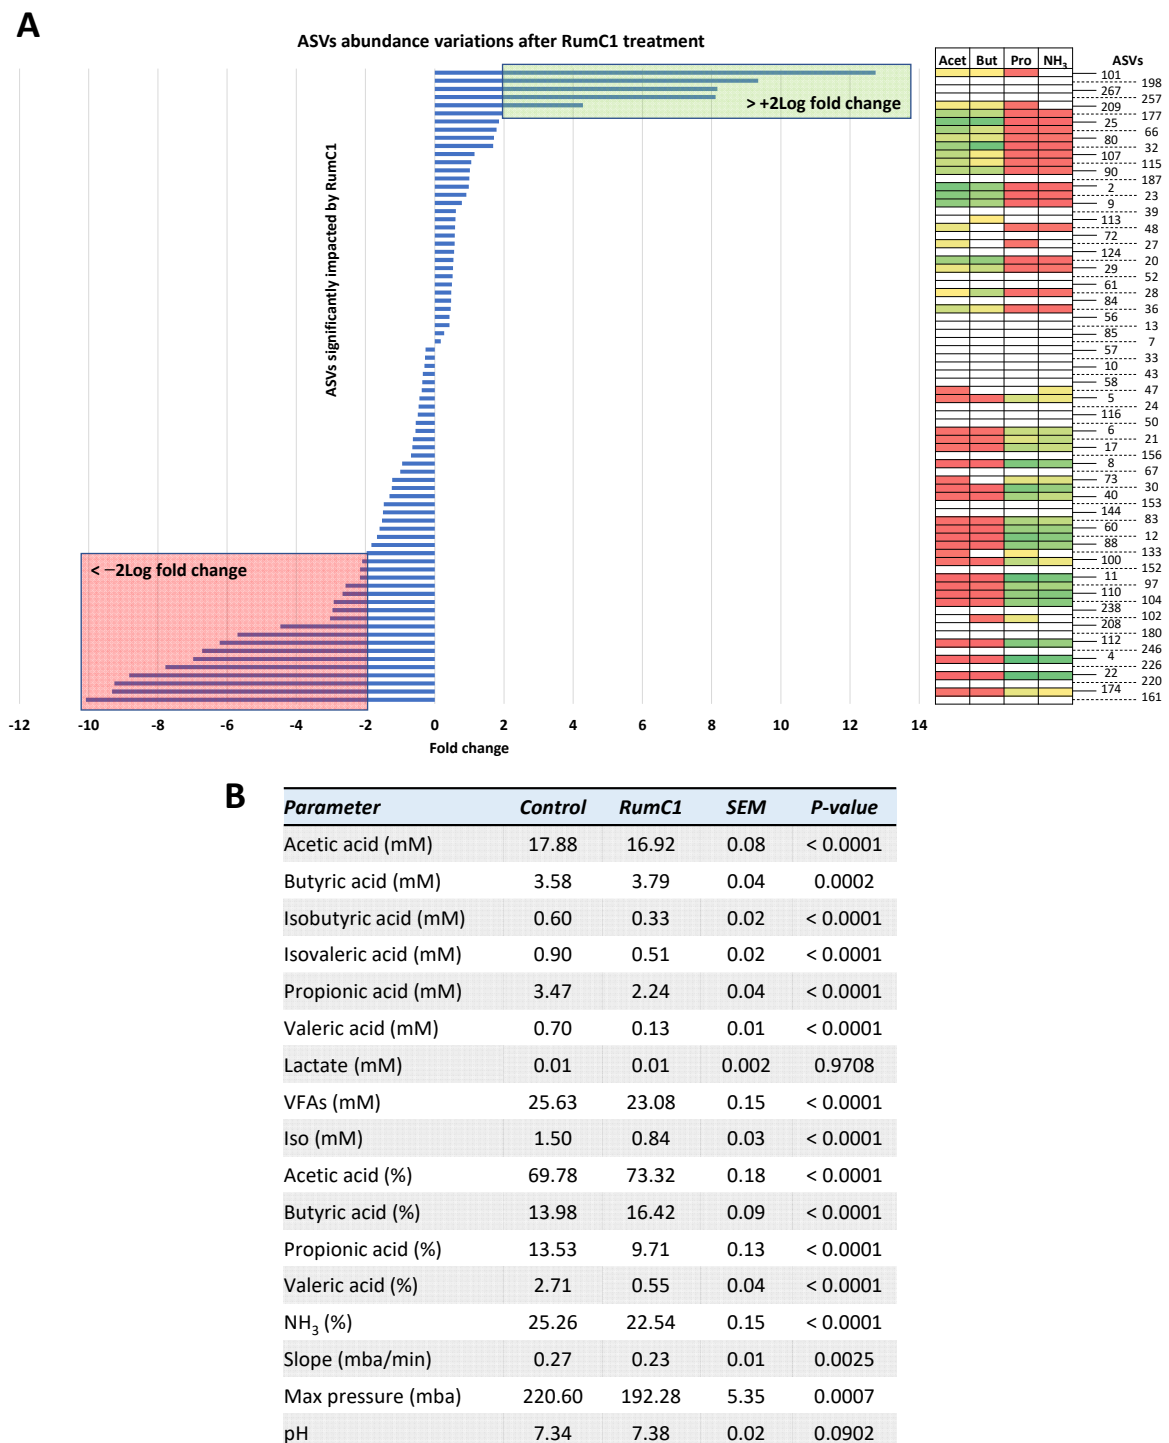 A
ASVs abundance variations after RumC1 treatment
Acet But Pro NH3 ASVs
> +2Log fold change
ASVs significantly impacted by RumC1
< −2Log fold change
101
198
267
257
209
177
25
66
80
32
107
115
90
187
2
23
9
39
113
48
72
27
124
20
29
52
61
28
84
36
56
13
85
7
57
33
10
43
58
47
5
24
116
50
6
21
17
156
8
67
73
30
40
153
144
83
60
12
88
133
100
152
11
97
110
104
238
102
208
180
112
246
4
226
22
220
174
161
-12 -10 -8 -6 -4 -2 0 2 4 6 8 10 12 14
Fold change
B
Parameter Control RumC1 SEM P-value
Acetic acid (mM) 17.88 16.92 0.08 < 0.0001
Butyric acid (mM) 3.58 3.79 0.04 0.0002
Isobutyric acid (mM) 0.60 0.33 0.02 < 0.0001
Isovaleric acid (mM) 0.90 0.51 0.02 < 0.0001
Propionic acid (mM) 3.47 2.24 0.04 < 0.0001
Valeric acid (mM) 0.70 0.13 0.01 < 0.0001
Lactate (mM) 0.01 0.01 0.002 0.9708
VFAs (mM) 25.63 23.08 0.15 < 0.0001
Iso (mM) 1.50 0.84 0.03 < 0.0001
Acetic acid (%) 69.78 73.32 0.18 < 0.0001
Butyric acid (%) 13.98 16.42 0.09 < 0.0001
Propionic acid (%) 13.53 9.71 0.13 < 0.0001
Valeric acid (%) 2.71 0.55 0.04 < 0.0001
NH3 (%) 25.26 22.54 0.15 < 0.0001
Slope (mba/min) 0.27 0.23 0.01 0.0025
Max pressure (mba) 220.60 192.28 5.35 0.0007
pH 7.34 7.38 0.02 0.0902